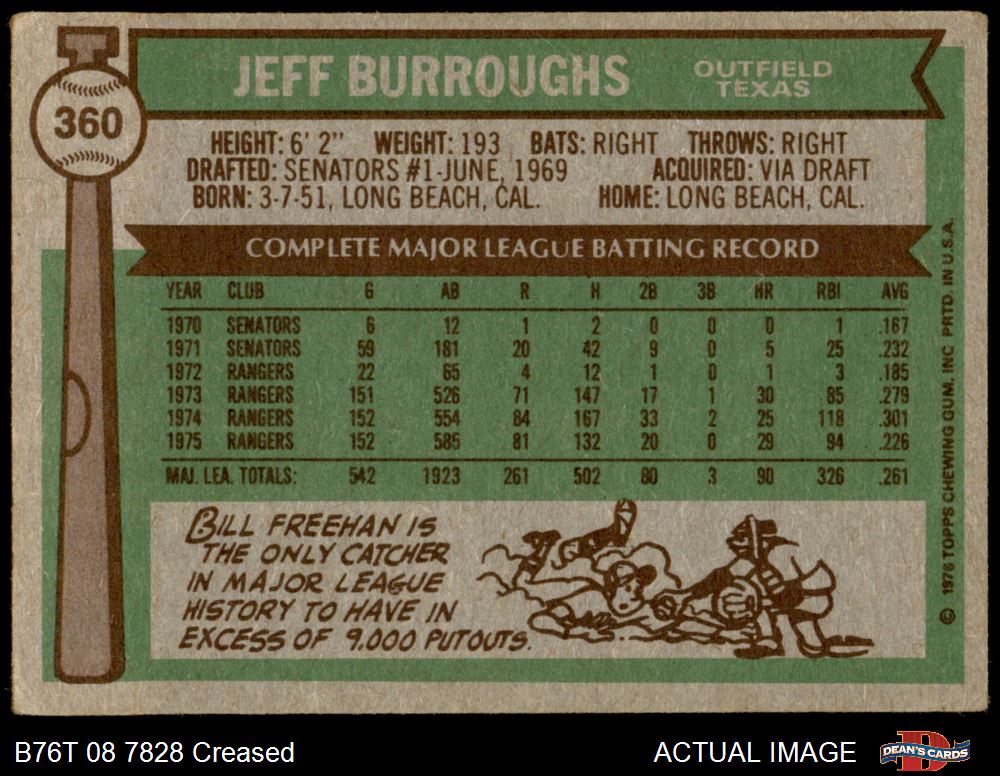 JEFF BURROUGHS
OUTFIELD
TEXAS
360
HEIGHT: 6' 2" WEIGHT: 193 BATS: RIGHT THROWS: RIGHT
DRAFTED: SENATORS #1-JUNE, 1969 ACQUIRED: VIA DRAFT
BORN: 3-7-51, LONG BEACH, CAL. HOME: LONG BEACH, CAL.
COMPLETE MAJOR LEAGUE BATTING RECORD
YEAR CLUB G AB R H 2B 3B HR RBI AVG
1970 SENATORS 6 12 1 2 0 0 0 1 .167
1971 SENATORS 59 181 20 42 9 0 5 25 .232
1972 RANGERS 22 65 4 12 1 0 1 3 .185
1973 RANGERS 151 526 71 147 17 1 30 85 .279
1974 RANGERS 152 554 84 167 33 2 25 118 .301
1975 RANGERS 152 585 81 132 20 0 29 94 .226
MAJ. LEA. TOTALS: 542 1923 261 502 80 3 90 326 .261
BILL FREEHAN IS
THE ONLY CATCHER
IN MAJOR LEAGUE
HISTORY TO HAVE IN
EXCESS OF 9,000 PUTOUTS.
© 1976 TOPPS CHEWING GUM, INC PRTD. IN U.S.A.
B76T 08 7828 Creased
ACTUAL IMAGE
DEAN'S CARDS